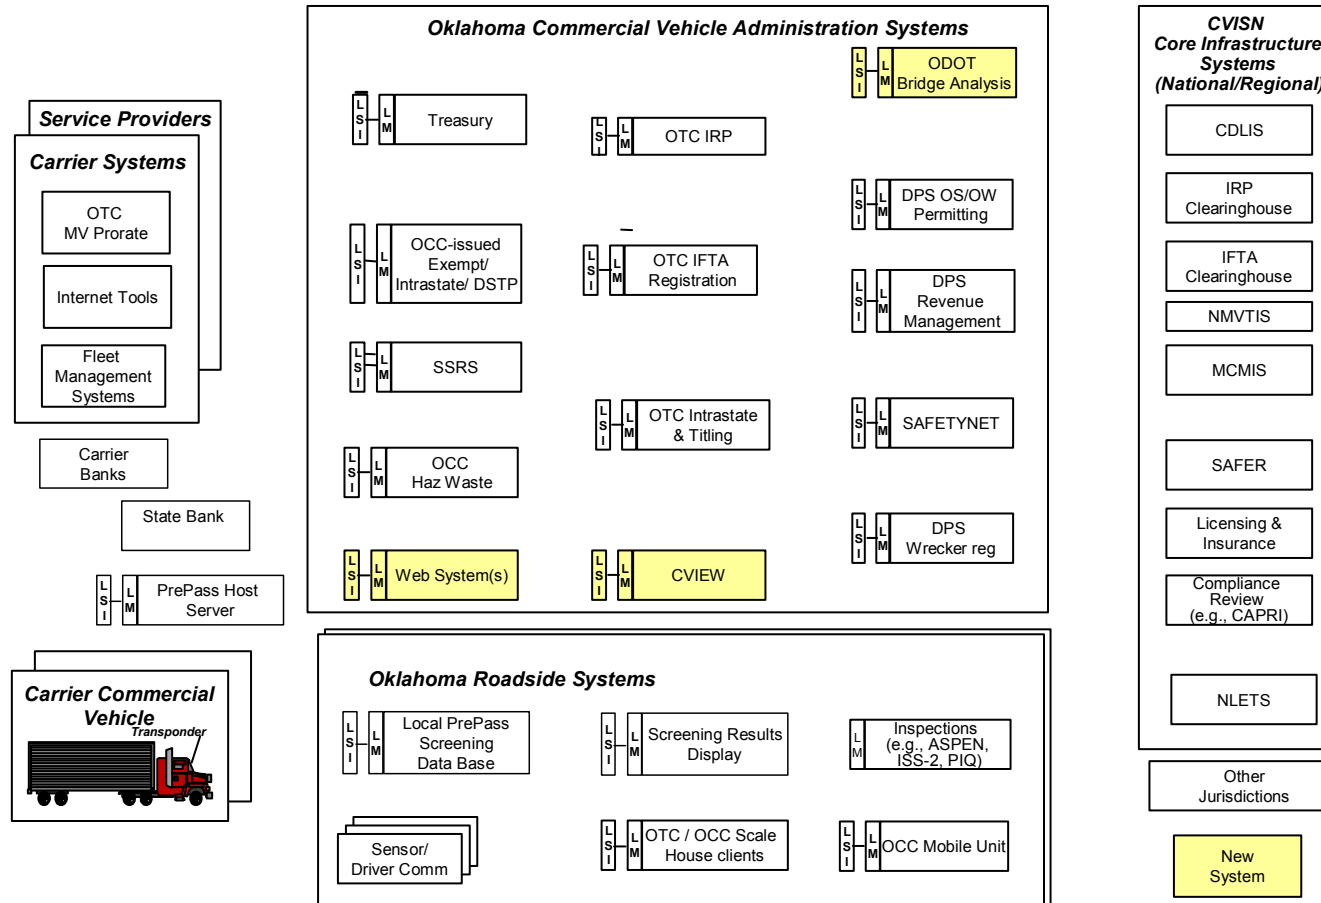 Oklahoma Commercial Vehicle Administration Systems
L
S
I
L
M
ODOT
Bridge Analysis
L
S
I
L
M
Treasury
L
S
I
L
M
OTC IRP
L
S
I
L
M
DPS OS/OW
Permitting
L
S
I
L
M
OCC-issued
Exempt/
Intrastate/ DSTP
L
S
I
L
M
OTC IFTA
Registration
L
S
I
L
M
DPS
Revenue
Management
L
S
I
L
M
SSRS
L
S
I
L
M
OTC Intrastate
& Titling
L
S
I
L
M
SAFETYNET
L
S
I
L
M
OCC
Haz Waste
L
S
I
L
M
DPS
Wrecker reg
L
S
I
L
M
Web System(s)
L
S
I
L
M
CVIEW
Service Providers
Carrier Systems
OTC
MV Prorate
Internet Tools
Fleet
Management
Systems
Carrier
Banks
State Bank
L
S
I
L
M
PrePass Host
Server
Carrier Commercial
Vehicle
Transponder
Oklahoma Roadside Systems
L
S
I
L
M
Local PrePass
Screening
Data Base
L
S
I
L
M
Screening Results
Display
L
M
Inspections
(e.g., ASPEN,
ISS-2, PIQ)
Sensor/
Driver Comm
L
S
I
L
M
OTC / OCC Scale
House clients
L
S
I
L
M
OCC Mobile Unit
CVISN
Core Infrastructure
Systems
(National/Regional)
CDLIS
IRP
Clearinghouse
IFTA
Clearinghouse
NMVTIS
MCMIS
SAFER
Licensing &
Insurance
Compliance
Review
(e.g., CAPRI)
NLETS
Other
Jurisdictions
New
System